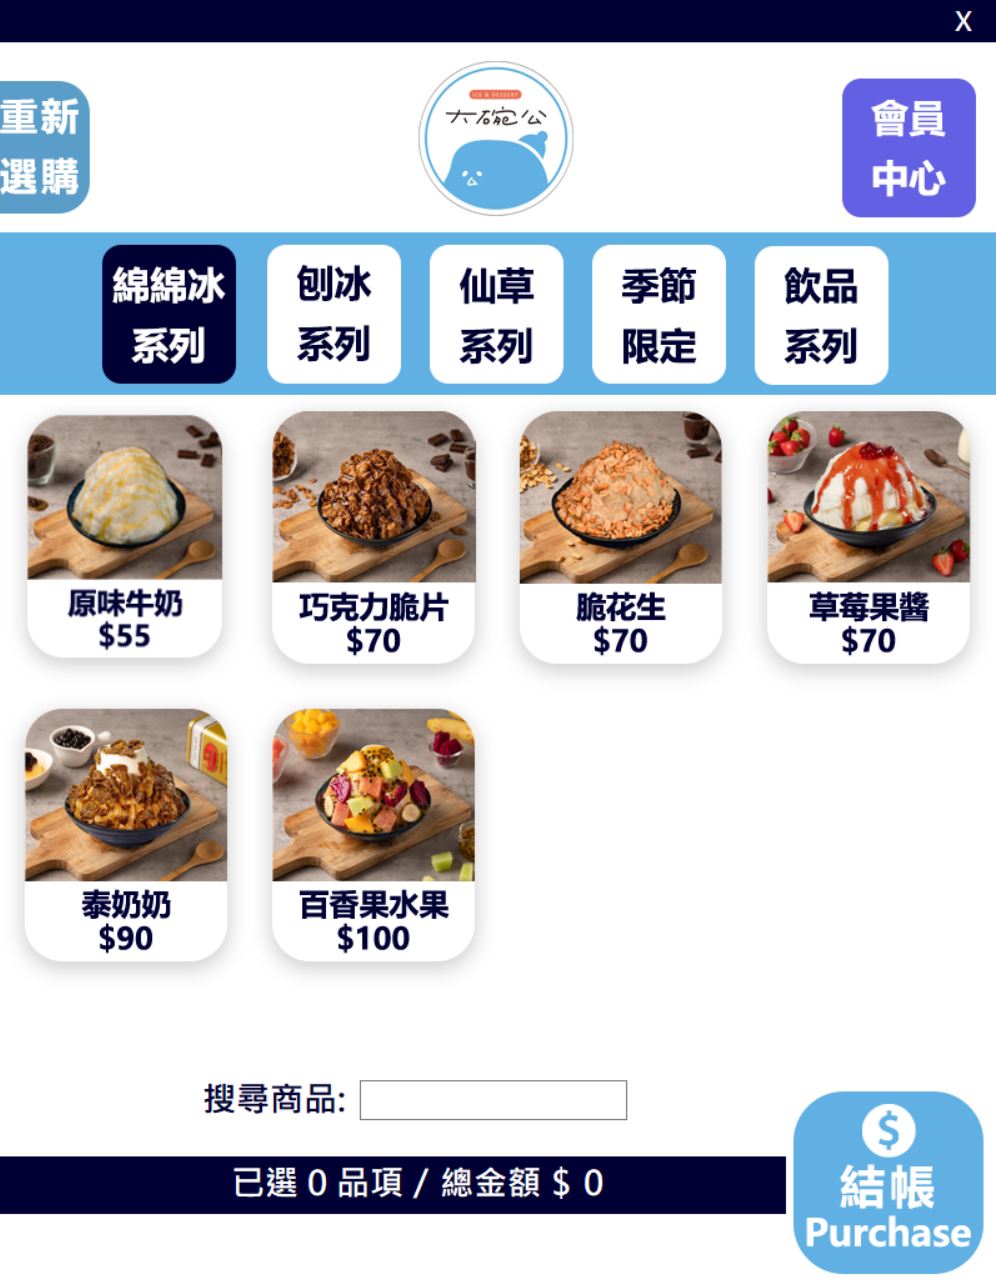 X
重新
選購
ICE & DESSERT
大碗公
會員
中心
綿綿冰
系列
刨冰
系列
仙草
系列
季節
限定
飲品
系列
原味牛奶
$55
巧克力脆片
$70
脆花生
$70
草莓果醬
$70
泰奶奶
$90
百香果水果
$100
搜尋商品:
已選 0 品項 / 總金額 $ 0
$
結帳
Purchase